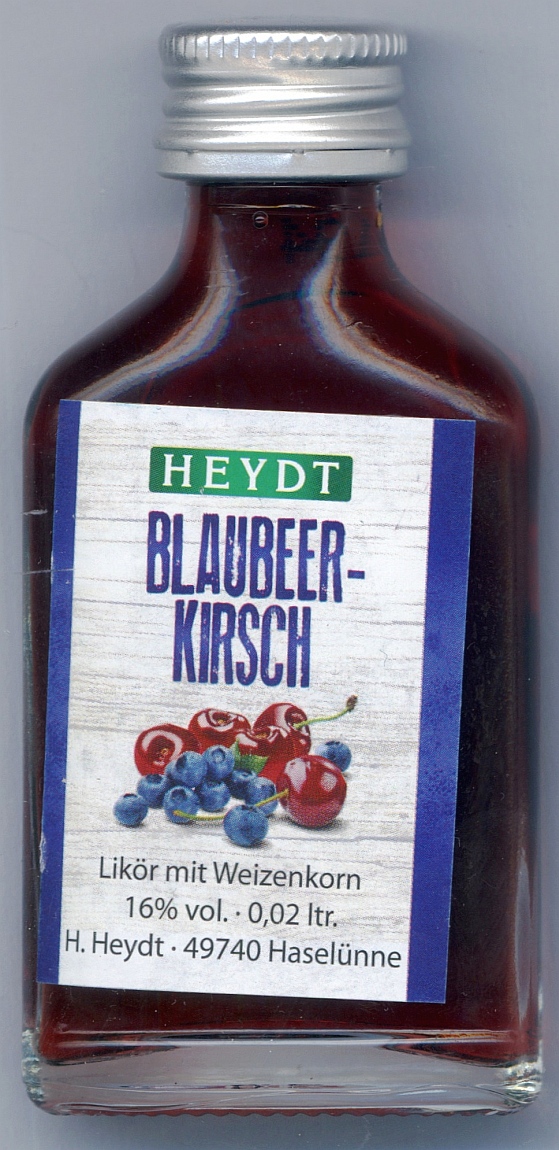 HEYDT
BLAUBEER-
KIRSCH
Likör mit Weizenkorn
16% vol. · 0,02 ltr.
H. Heydt · 49740 Haselünne